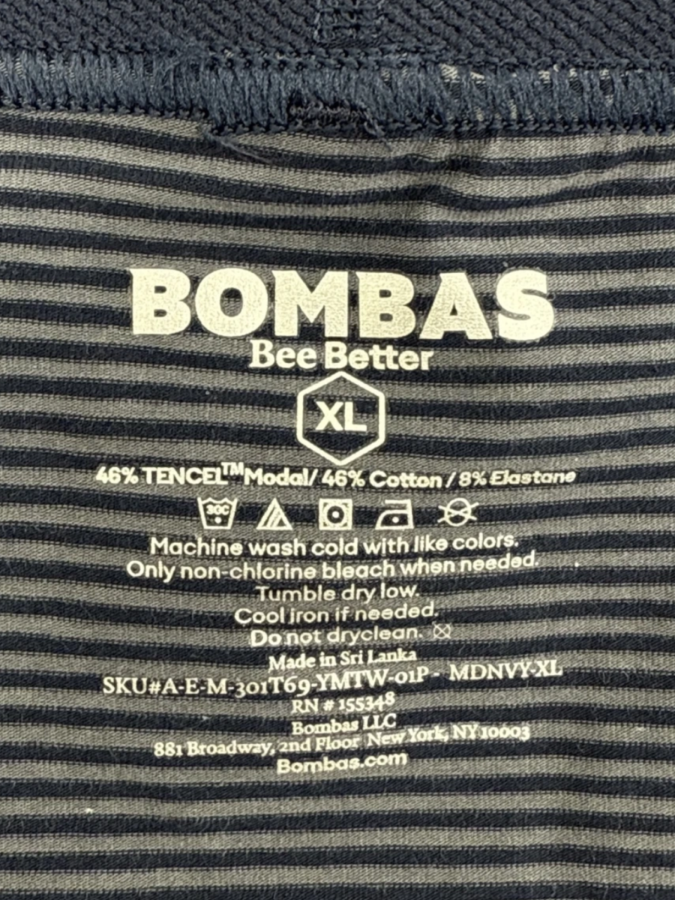 BOMBAS
Bee Better
XL
46% TENCEL™Modal/ 46% Cotton / 8% Elastane
30C
Machine wash cold with like colors.
Only non-chlorine bleach when needed.
Tumble dry low.
Cool iron if needed.
Do not dryclean.
Made in Sri Lanka
SKU#A-E-M-301T69-YMTW-01P - MDNVY-XL
RN # 155348
Bombas LLC
881 Broadway, 2nd Floor New York, NY 10003
Bombas.com